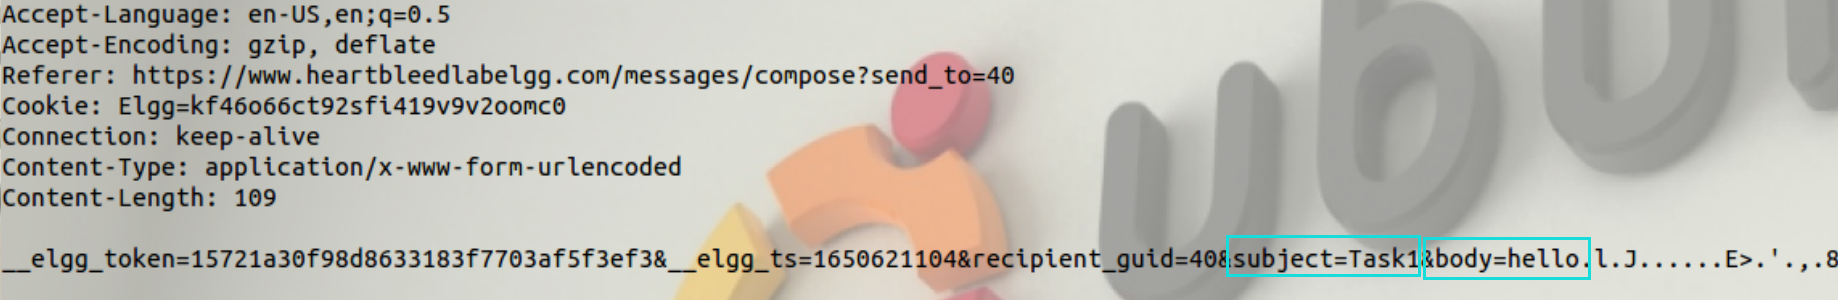 Accept-Language: en-US,en;q=0.5
Accept-Encoding: gzip, deflate
Referer: https://www.heartbleedlabelgg.com/messages/compose?send_to=40
Cookie: Elgg=kf46o66ct92sfi419v9v2oomc0
Connection: keep-alive
Content-Type: application/x-www-form-urlencoded
Content-Length: 109
__elgg_token=15721a30f98d8633183f7703af5f3ef3&__elgg_ts=1650621104&recipient_guid=40&subject=Task1&body=hello.l.J......E>.'.,.8
ubu